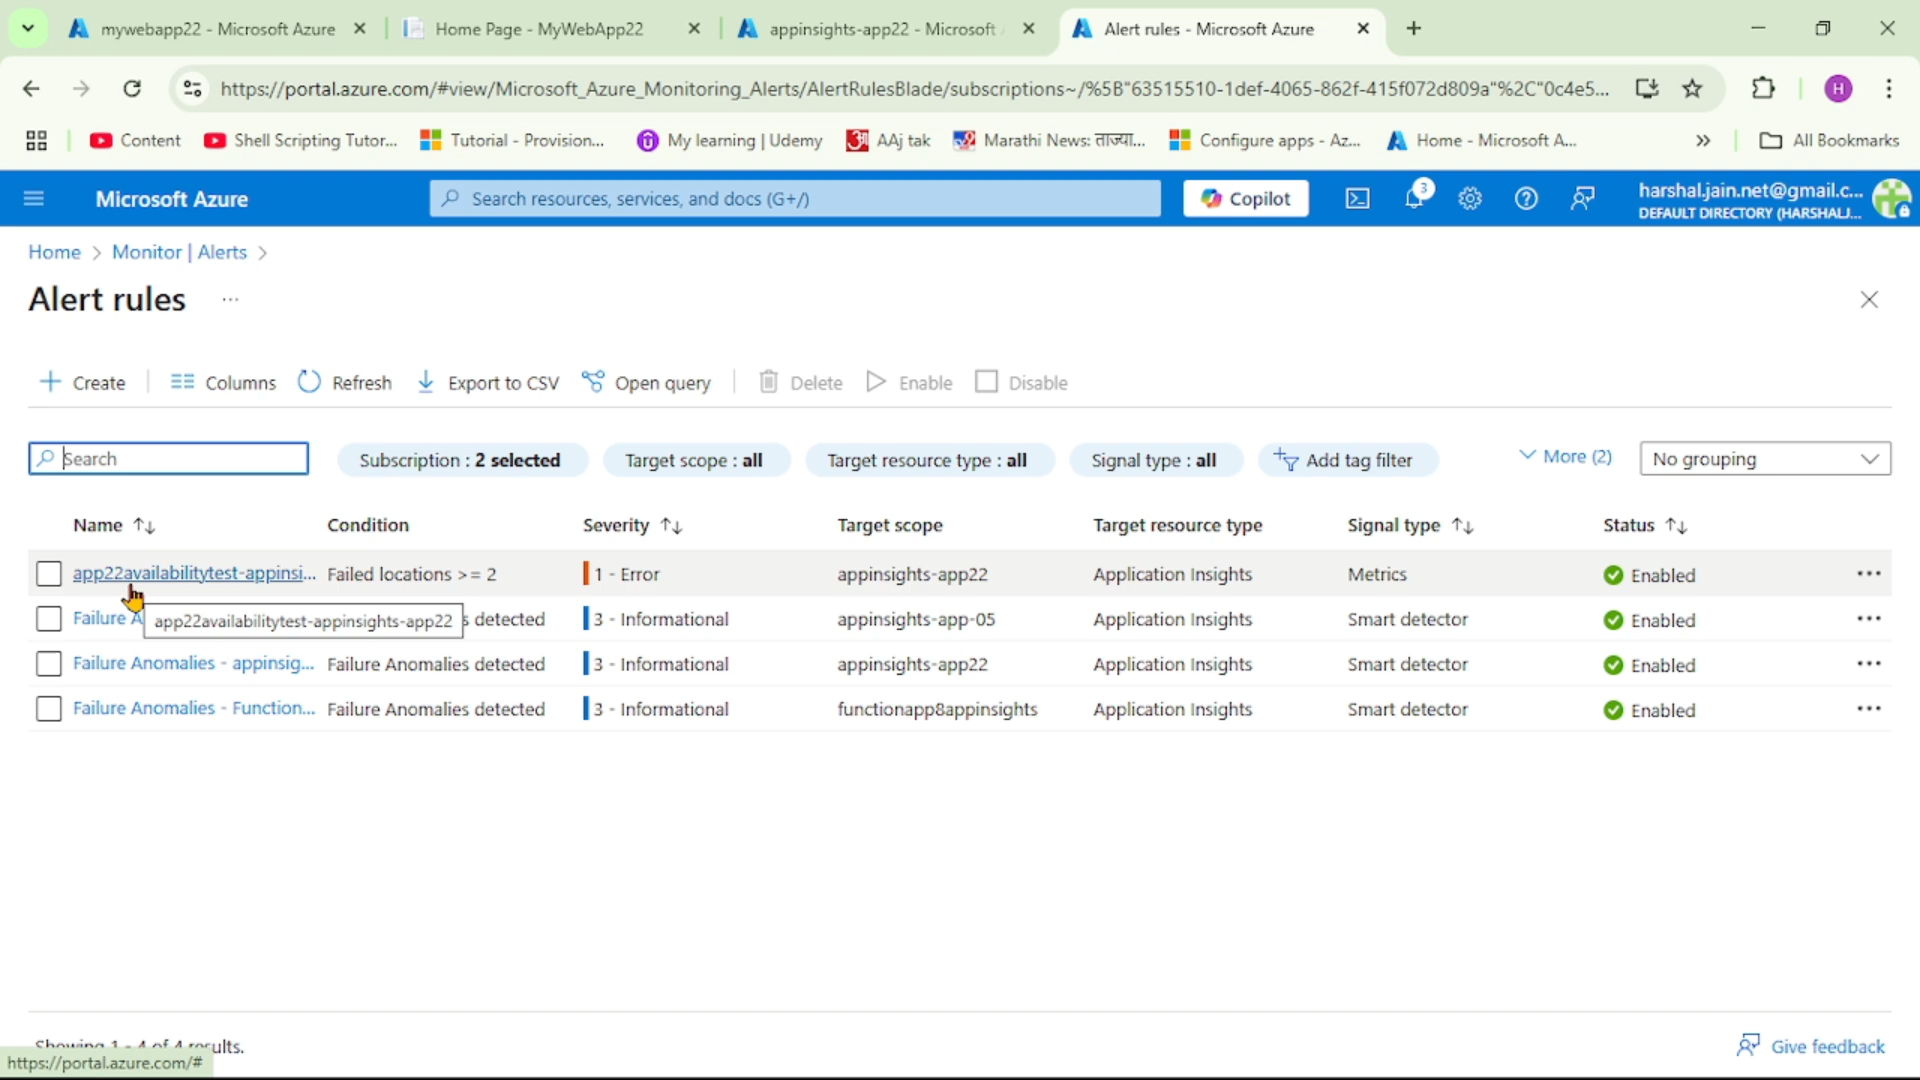 mywebapp22 - Microsoft Azure
Home Page - MyWebApp22
appinsights-app22 - Microsoft
Alert rules - Microsoft Azure
https://portal.azure.com/#view/Microsoft_Azure_Monitoring_Alerts/AlertRulesBlade/subscriptions~/%5B"63515510-1def-4065-862f-415f072d809a"%2C"0c4e5...
H
Content
Shell Scripting Tutor...
Tutorial - Provision...
My learning | Udemy
AAj tak
Marathi News: ताज्या...
Configure apps - Az...
Home - Microsoft A...
All Bookmarks
Microsoft Azure
Search resources, services, and docs (G+/)
Copilot
3
harshal.jain.net@gmail.c...
DEFAULT DIRECTORY (HARSHALJ...
Home > Monitor | Alerts >
Alert rules ...
Create
Columns
Refresh
Export to CSV
Open query
Delete
Enable
Disable
Search
Subscription : 2 selected
Target scope : all
Target resource type : all
Signal type : all
Add tag filter
More (2)
No grouping
Name Condition Severity Target scope Target resource type Signal type Status
app22availabilitytest-appinsi... Failed locations >= 2 1 - Error appinsights-app22 Application Insights Metrics Enabled
Failure A detected 3 - Informational appinsights-app-05 Application Insights Smart detector Enabled
app22availabilitytest-appinsights-app22
Failure Anomalies - appinsig... Failure Anomalies detected 3 - Informational appinsights-app22 Application Insights Smart detector Enabled
Failure Anomalies - Function... Failure Anomalies detected 3 - Informational functionapp8appinsights Application Insights Smart detector Enabled
Showing 1 - 4 of 4 results.
Give feedback
https://portal.azure.com/#